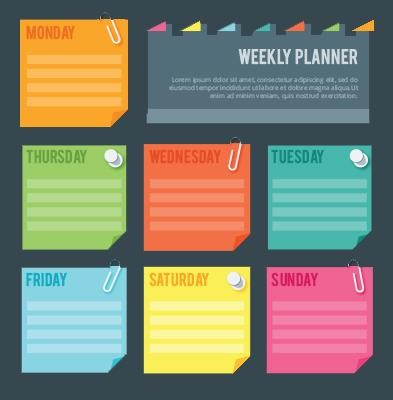 MONDAY
WEEKLY PLANNER
Lorem ipsum dolor sit amet, consectetur adipiscing elit, sed do
eiusmod tempor incididunt ut labore et dolore magna aliqua.Ut
enim ad minim veniam, quis nostrud exercitation.
THURSDAY
WEDNESDAY
TUESDAY
FRIDAY
SATURDAY
SUNDAY